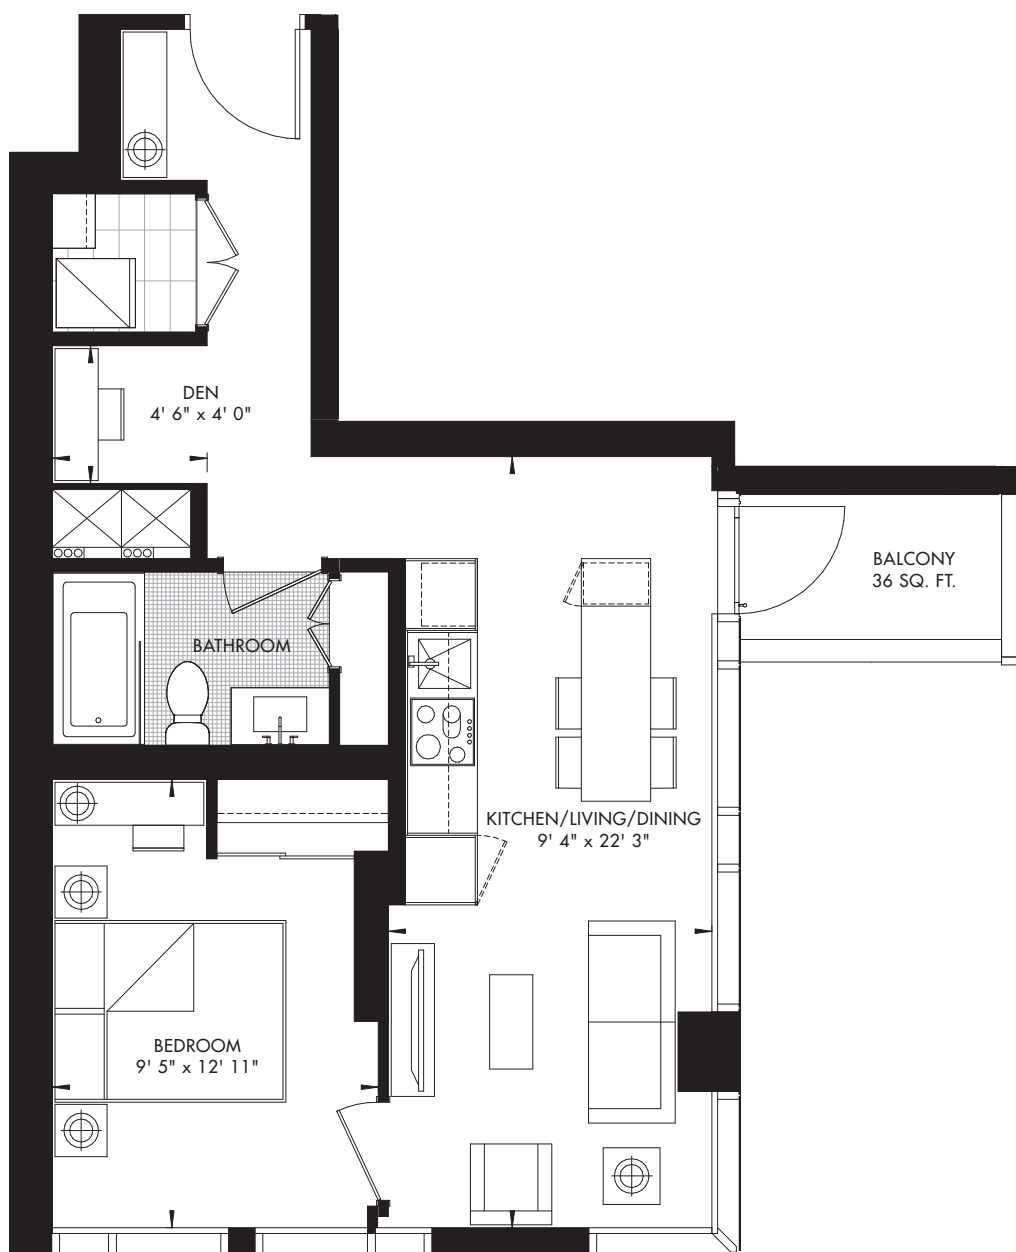 DEN
4' 6" x 4' 0"
BALCONY
36 SQ. FT.
BATHROOM
KITCHEN/LIVING/DINING
9' 4" x 22' 3"
BEDROOM
9' 5" x 12' 11"